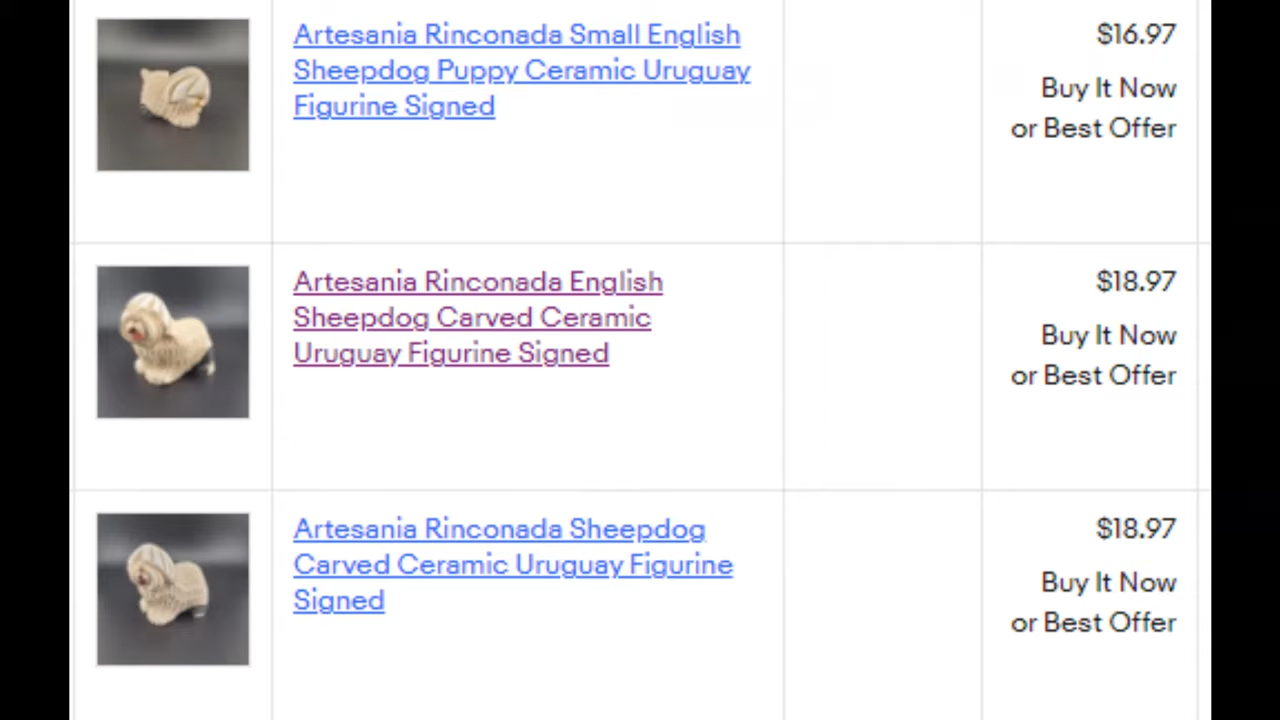 Artesania Rinconada Small English
Sheepdog Puppy Ceramic Uruguay
Figurine Signed
$16.97
Buy It Now
or Best Offer
Artesania Rinconada English
Sheepdog Carved Ceramic
Uruguay Figurine Signed
$18.97
Buy It Now
or Best Offer
Artesania Rinconada Sheepdog
Carved Ceramic Uruguay Figurine
Signed
$18.97
Buy It Now
or Best Offer